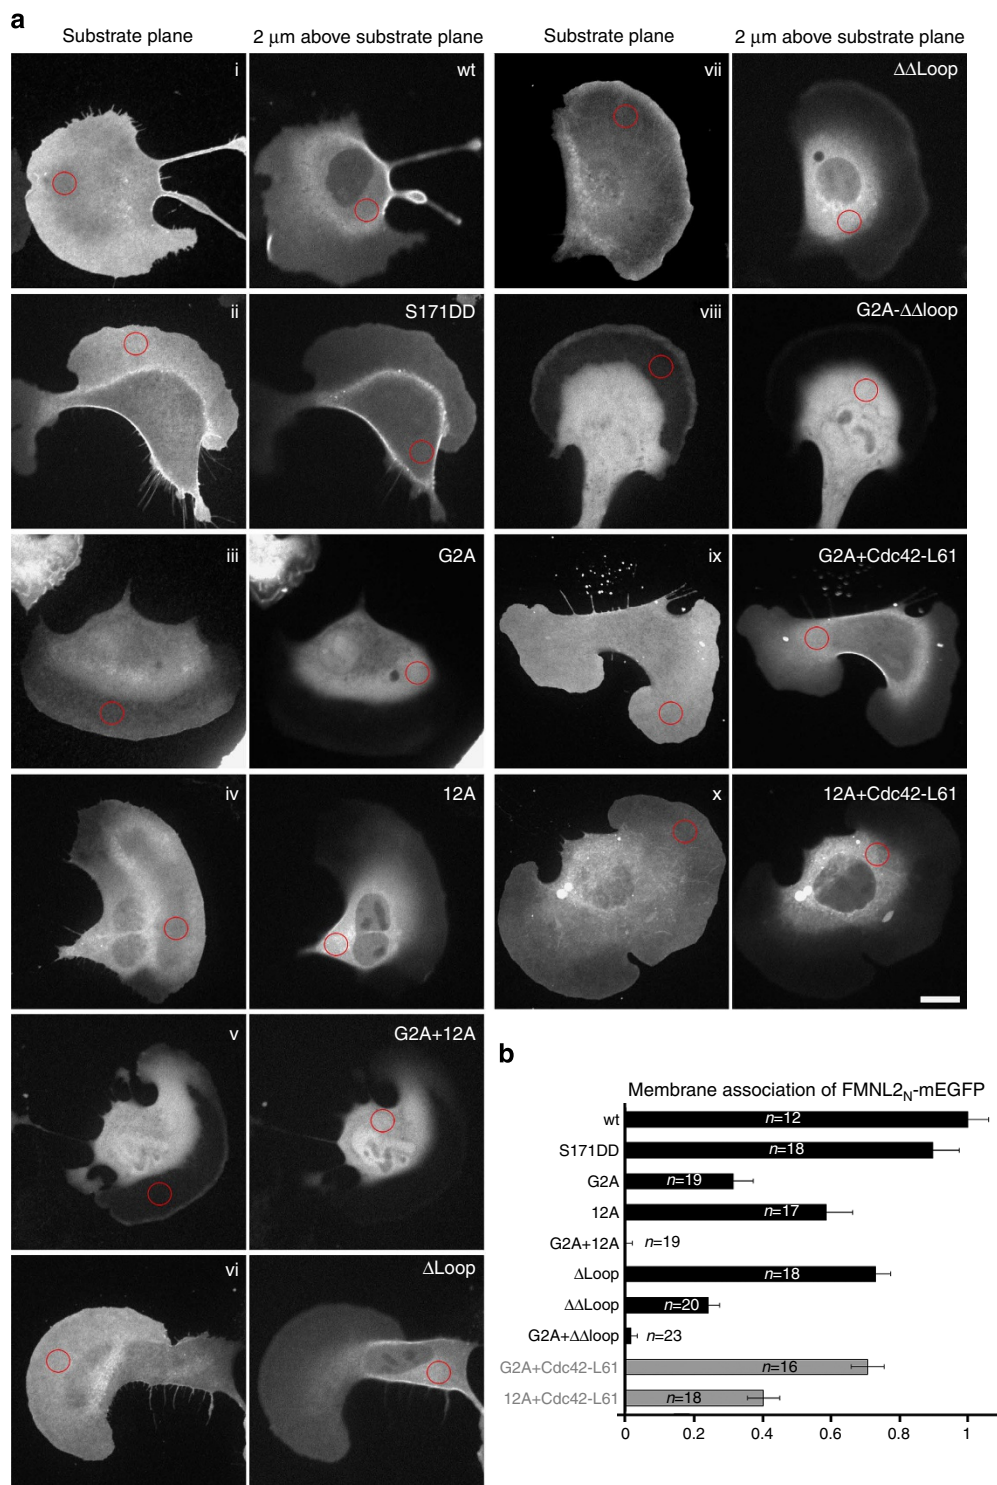 a
Substrate plane 2 μm above substrate plane Substrate plane 2 μm above substrate plane
i wt vii ΔΔLoop
ii S171DD viii G2A-ΔΔloop
iii G2A ix G2A+Cdc42-L61
iv 12A x 12A+Cdc42-L61
v G2A+12A
vi ΔLoop
b
Membrane association of FMNL2N-mEGFP
wt n=12
S171DD n=18
G2A n=19
12A n=17
G2A+12A n=19
ΔLoop n=18
ΔΔLoop n=20
G2A+ΔΔloop n=23
G2A+Cdc42-L61 n=16
12A+Cdc42-L61 n=18
0 0.2 0.4 0.6 0.8 1